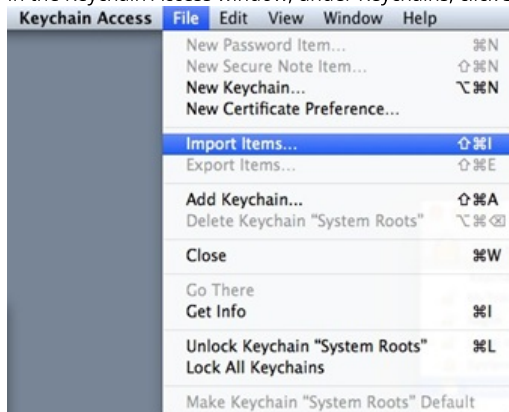 Keychain Access File Edit View Window Help
New Password Item... ⌘N
New Secure Note Item... ⇧⌘N
New Keychain... ⌥⌘N
New Certificate Preference...
Import Items... ⇧⌘I
Export Items... ⇧⌘E
Add Keychain... ⇧⌘A
Delete Keychain "System Roots" ⌥⌘⌫
Close ⌘W
Go There
Get Info ⌘I
Unlock Keychain "System Roots" ⌘L
Lock All Keychains
Make Keychain "System Roots" Default